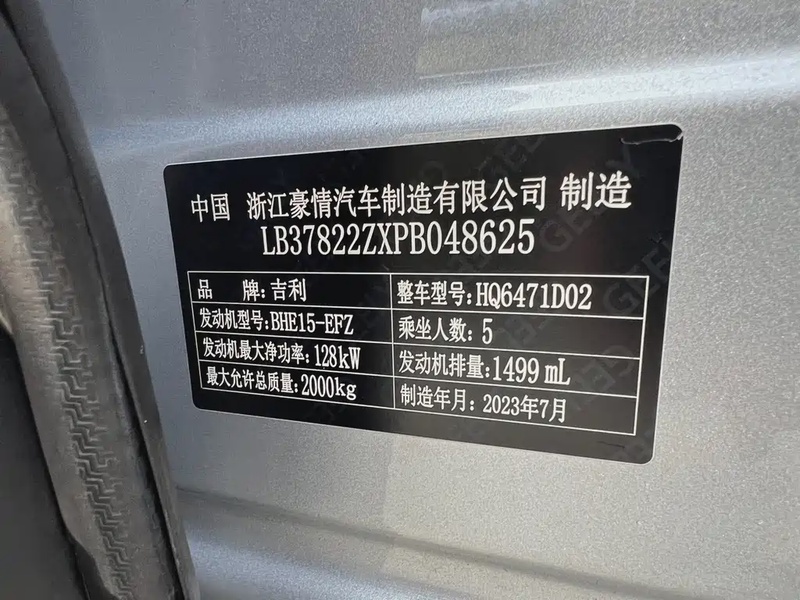 中国 浙江豪情汽车制造有限公司 制造
LB37822ZXPB048625
品 牌:吉利 整车型号:HQ6471D02
发动机型号:BHE15-EFZ 乘坐人数:5
发动机最大净功率:128kW 发动机排量:1499mL
最大允许总质量:2000kg 制造年月:2023年7月